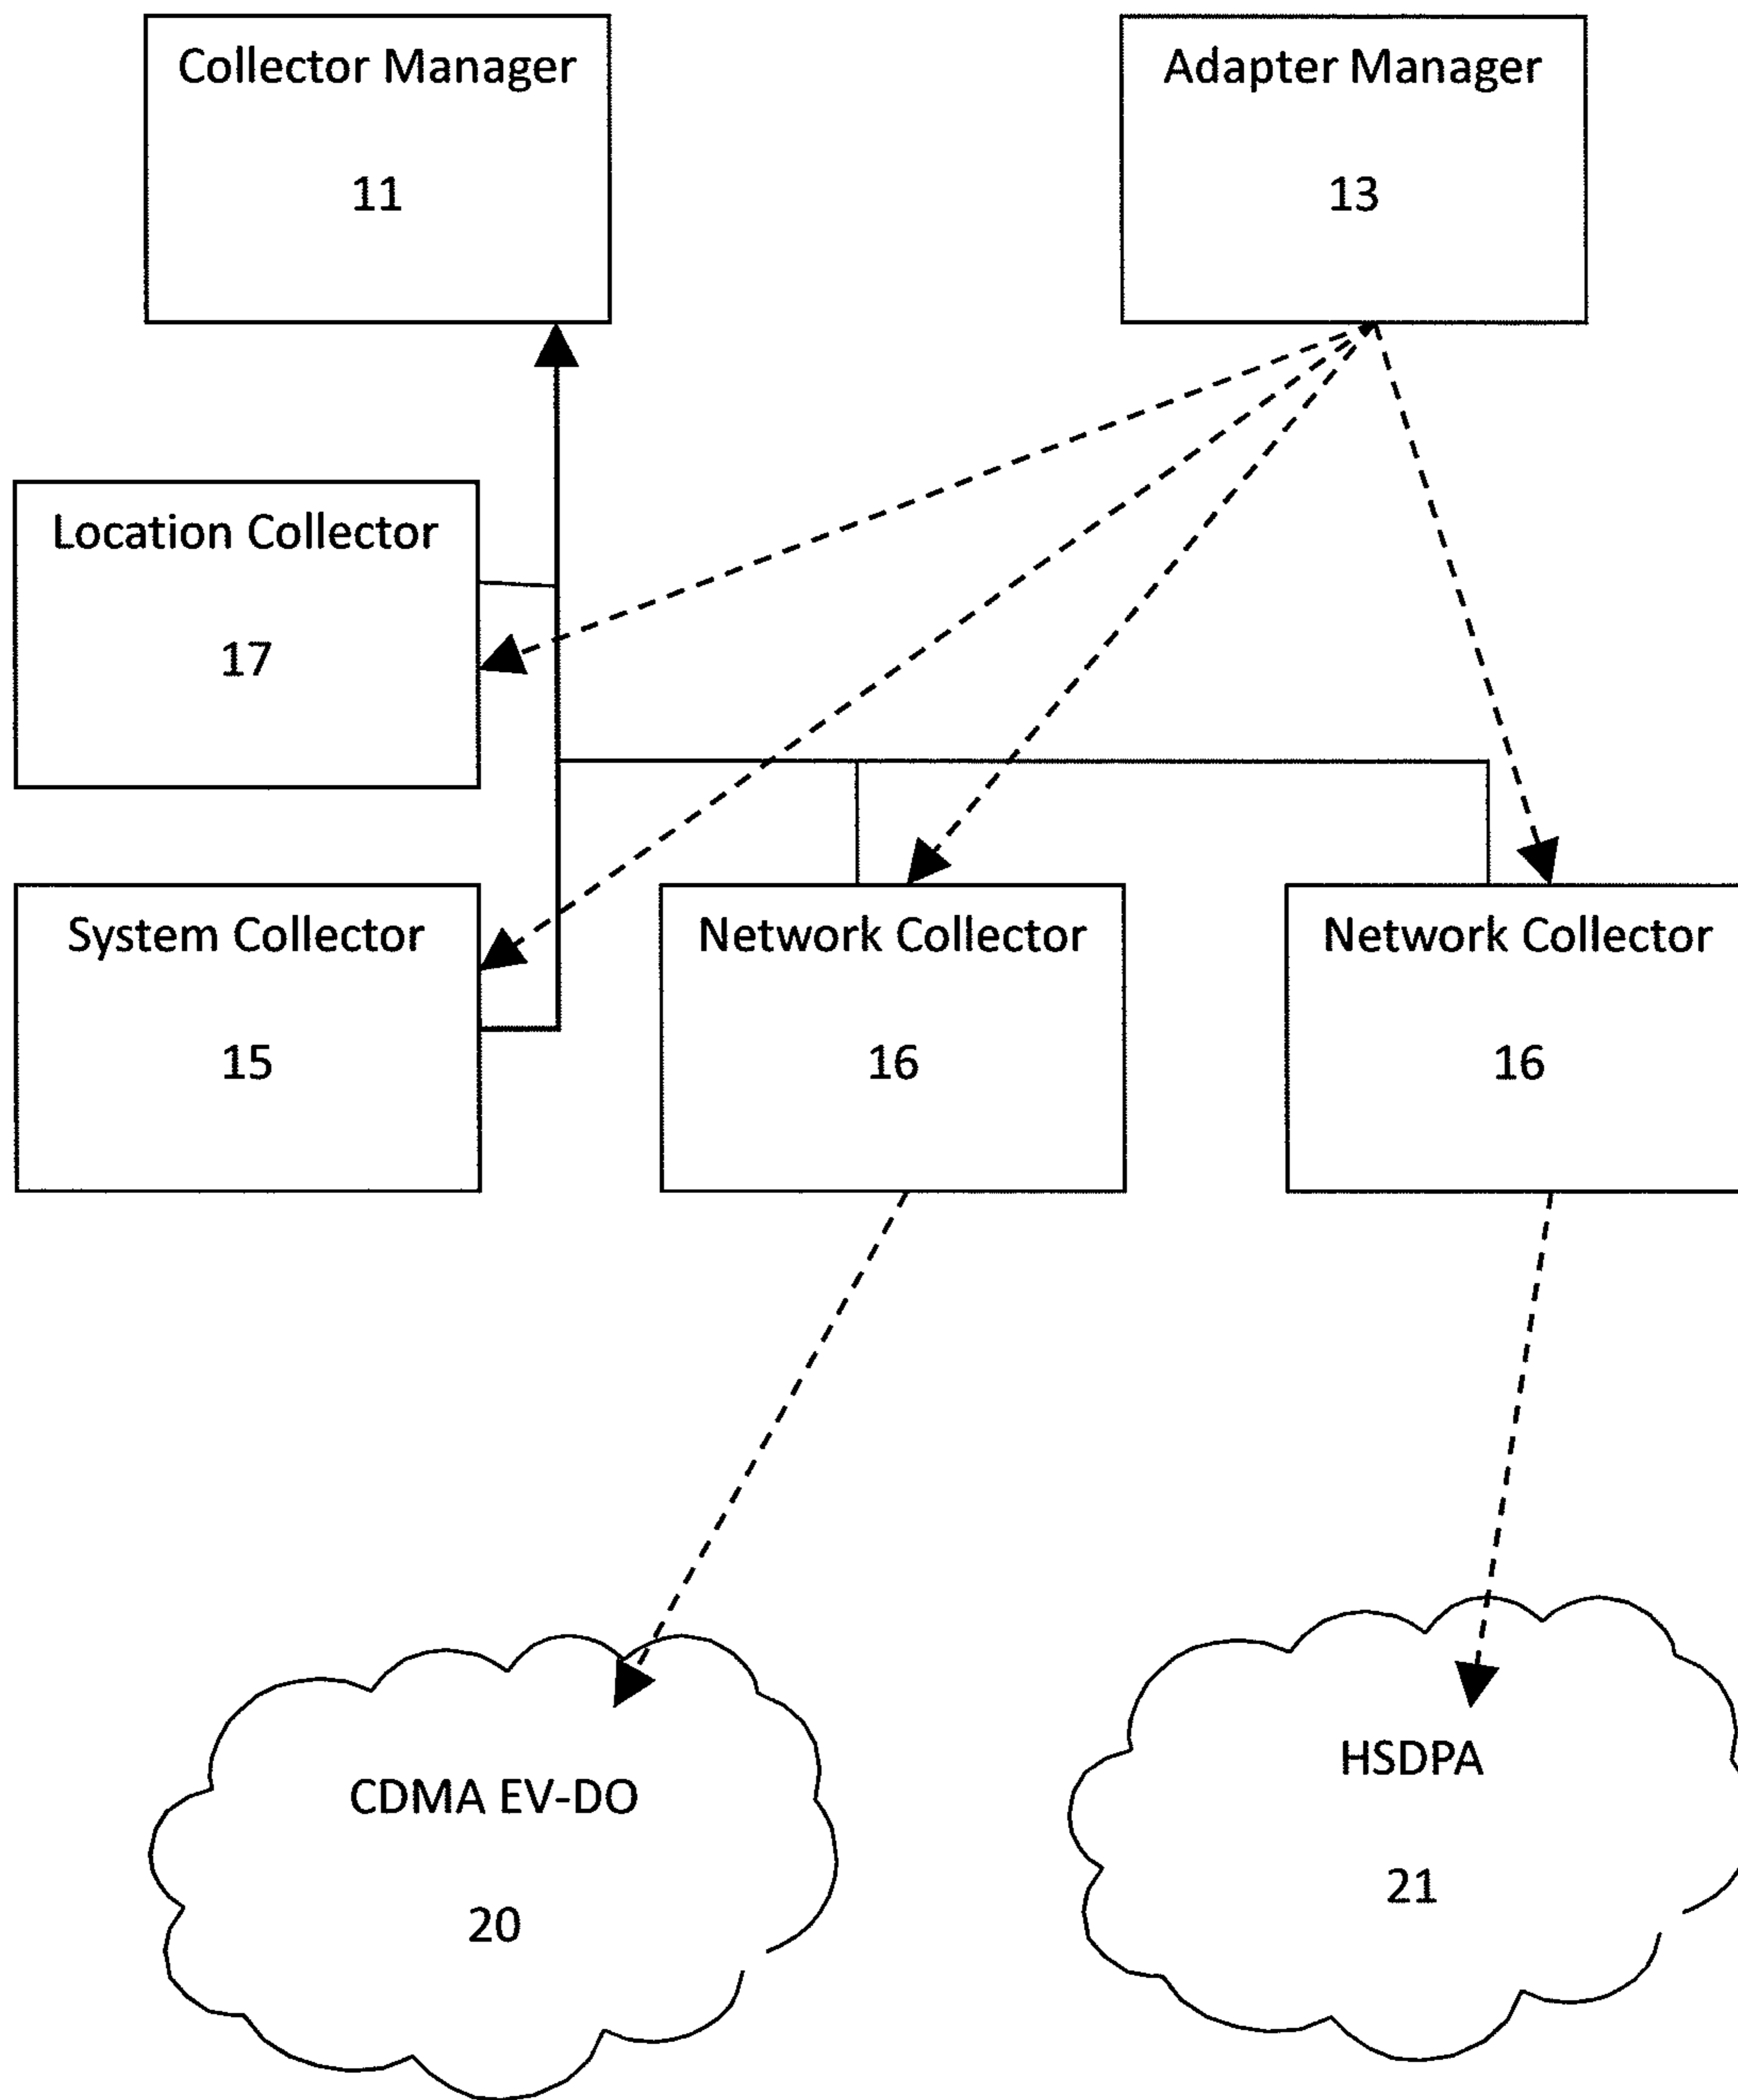 Collector Manager
11
Adapter Manager
13
Location Collector
17
System Collector
15
Network Collector
16
Network Collector
16
CDMA EV-DO
20
HSDPA
21